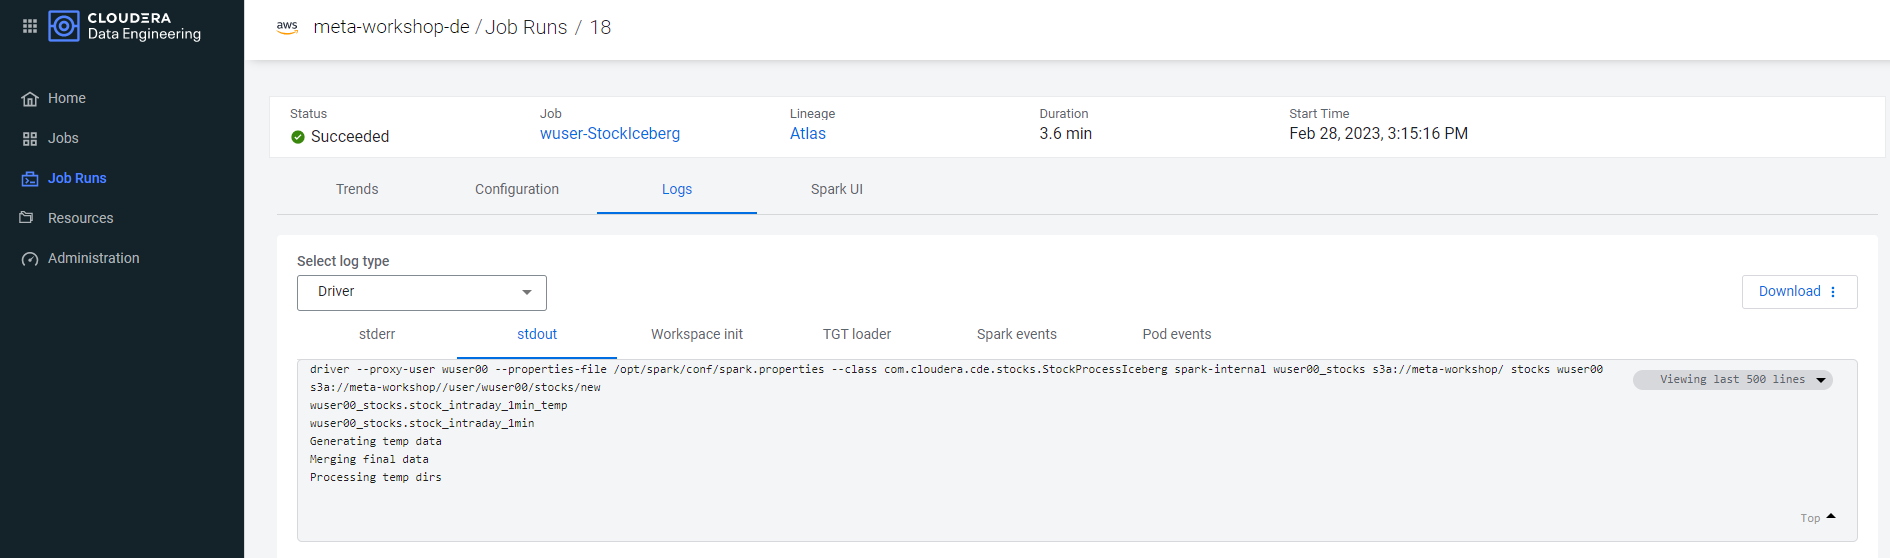 CLOUDERA
Data Engineering
Home
Jobs
Job Runs
Resources
Administration
aws meta-workshop-de / Job Runs / 18
Status Job Lineage Duration Start Time
Succeeded wuser-StockIceberg Atlas 3.6 min Feb 28, 2023, 3:15:16 PM
Trends Configuration Logs Spark UI
Select log type
Driver Download
stderr stdout Workspace init TGT loader Spark events Pod events
driver --proxy-user wuser00 --properties-file /opt/spark/conf/spark.properties --class com.cloudera.cde.stocks.StockProcessIceberg spark-internal wuser00_stocks s3a://meta-workshop/ stocks wuser00
Viewing last 500 lines
s3a://meta-workshop//user/wuser00/stocks/new
wuser00_stocks.stock_intraday_1min_temp
wuser00_stocks.stock_intraday_1min
Generating temp data
Merging final data
Processing temp dirs
Top